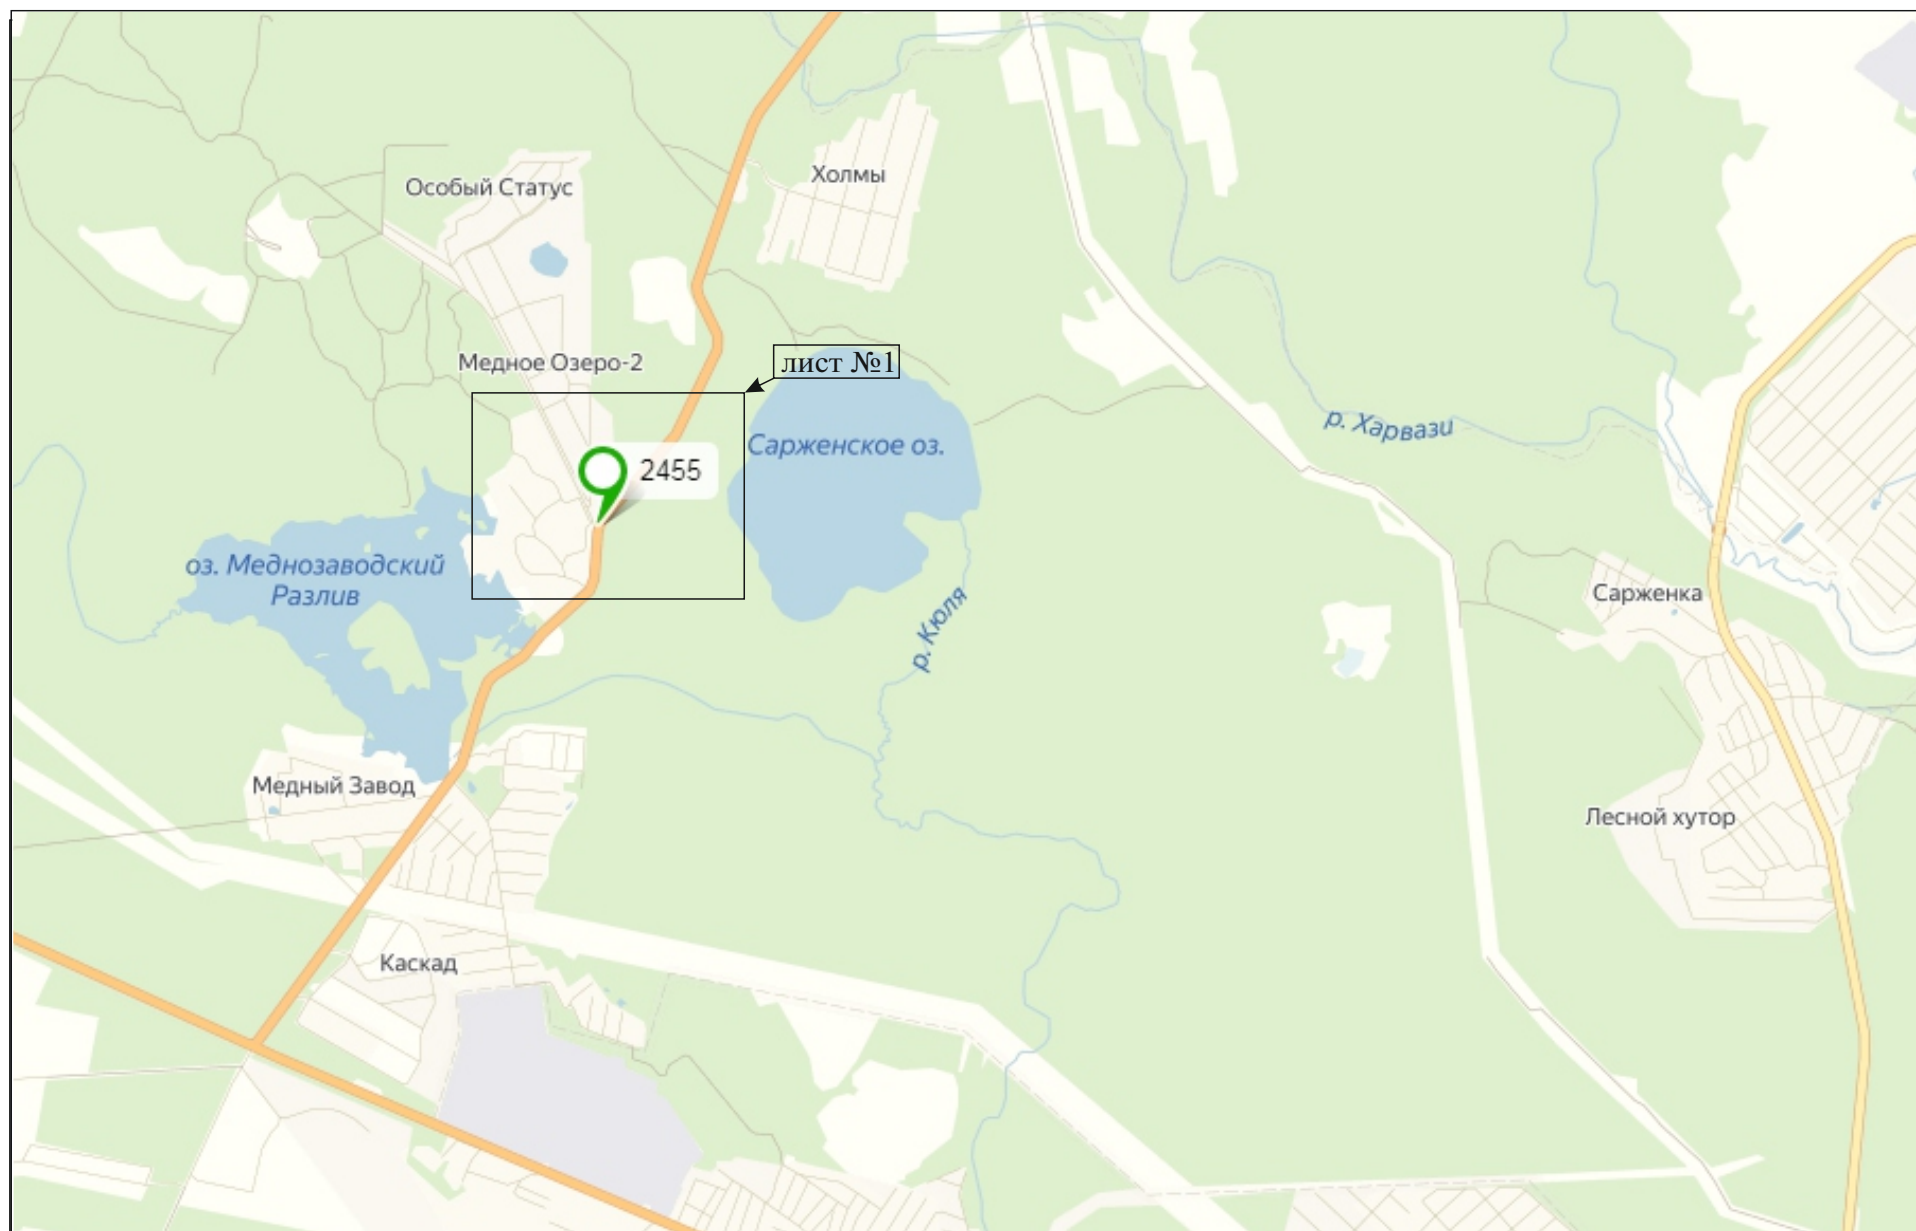 Холмы
Особый Статус
Медное Озеро-2
лист №1
р. Харвази
Сарженское оз.
2455
оз. Меднозаводский
Разлив
Сарженка
р. Кюля
Медный Завод
Лесной хутор
Каскад